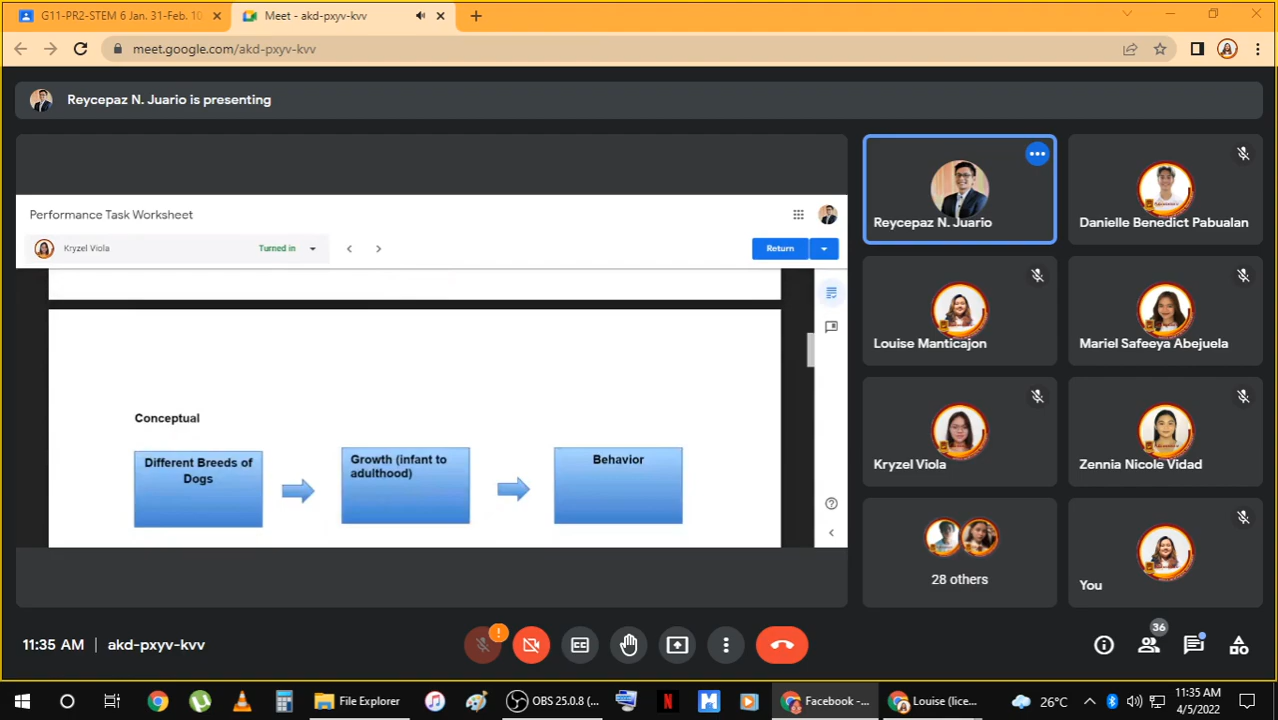 G11-PR2-STEM 6 Jan. 31-Feb. 10
Meet - akd-pxyv-kvv
meet.google.com/akd-pxyv-kvv
Reycepaz N. Juario is presenting
Performance Task Worksheet
Kryzel Viola
Turned in
Return
Conceptual
Different Breeds of
Dogs
Growth (infant to
adulthood)
Behavior
Reycepaz N. Juario
Danielle Benedict Pabualan
Louise Manticajon
Mariel Safeeya Abejuela
Kryzel Viola
Zennia Nicole Vidad
28 others
You
11:35 AM | akd-pxyv-kvv
36
File Explorer
OBS 25.0.8 (...
Facebook -...
Louise (lice...
26°C
11:35 AM
4/5/2022